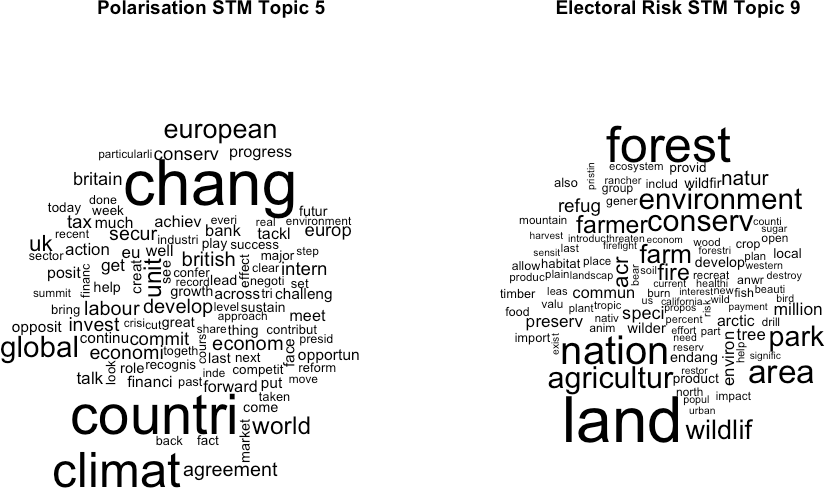 Polarisation STM Topic 5
european
particularli conserv progress
britain chang
done
today week futur
tax much achiev everi real environment
recent secur industri bank tackl europ
uk play success
sector action eu well british major step
posit financ get creat unit see confer effect clear intern
record lead negoti set
summit help growth across tri challeng
bring labour develop level sustain
approach meet
opposit invest crisi cut great share thing contribut
global continu commit cours econom face presid
economi togeth last next opportun
look role recognis inde competit reform
talk financi past forward put move
taken
countri come
market world
back fact
climat agreement
Electoral Risk STM Topic 9
forest
ecosystem provid
also pristin rancher group includ wildfir natur
refug gener environment
mountain farmer conserv counti
sugar
harvest introduc threaten econom wood crop open
sensit last firefight farm forestri plan local
allow habitat place acr bear soil fire develop western
produc plain landscap recreat anwr destroy
current healthi
timber leas commun burn interest new fish beauti
us california wild bird
food valu plant tropic speci propos risk payment million
preserv nativ percent arctic drill
anim wilder effort part
import exist need tree park
nation reserv environ help
endang signific
agricultur restor product area
north impact
land popul
urban
wildlif